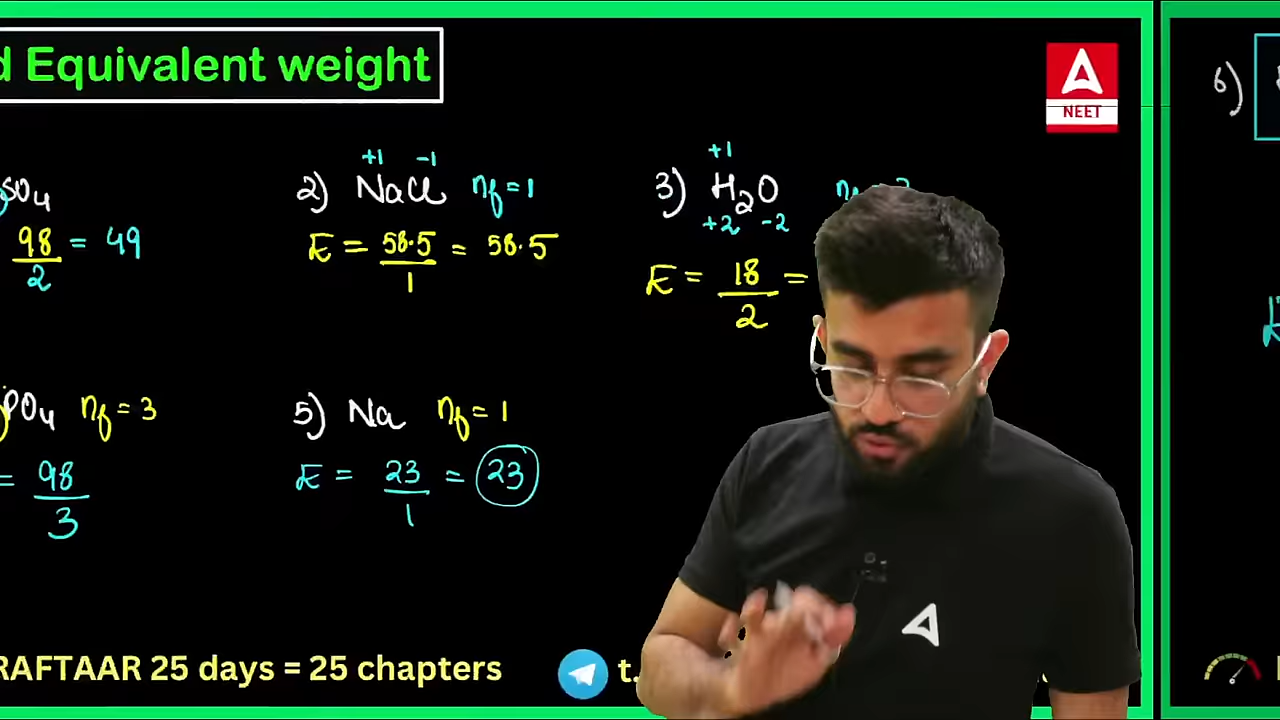 d Equivalent weight
NEET
6)
SO4
98/2 = 49
+1 -1
2) NaCl nf = 1
E = 58.5/1 = 58.5
+1
3) H2O
+2 -2
E = 18/2 =
PO4 nf = 3
= 98/3
5) Na nf = 1
E = 23/1 = 23
RAFTAAR 25 days = 25 chapters
t.